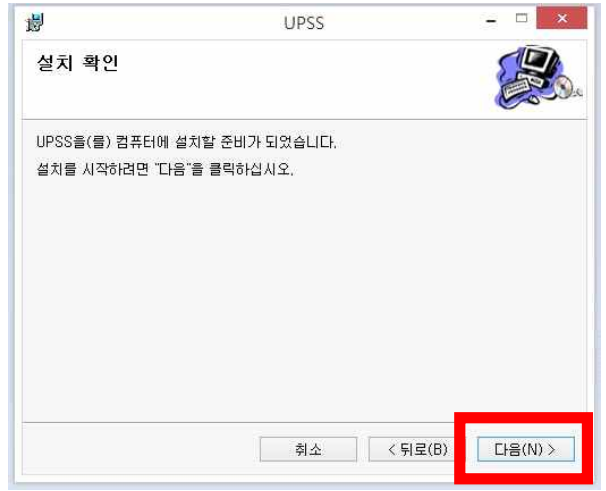 UPSS
설치 확인
UPSS을(를) 컴퓨터에 설치할 준비가 되었습니다.
설치를 시작하려면 "다음"을 클릭하십시오.
취소
< 뒤로(B)
다음(N) >